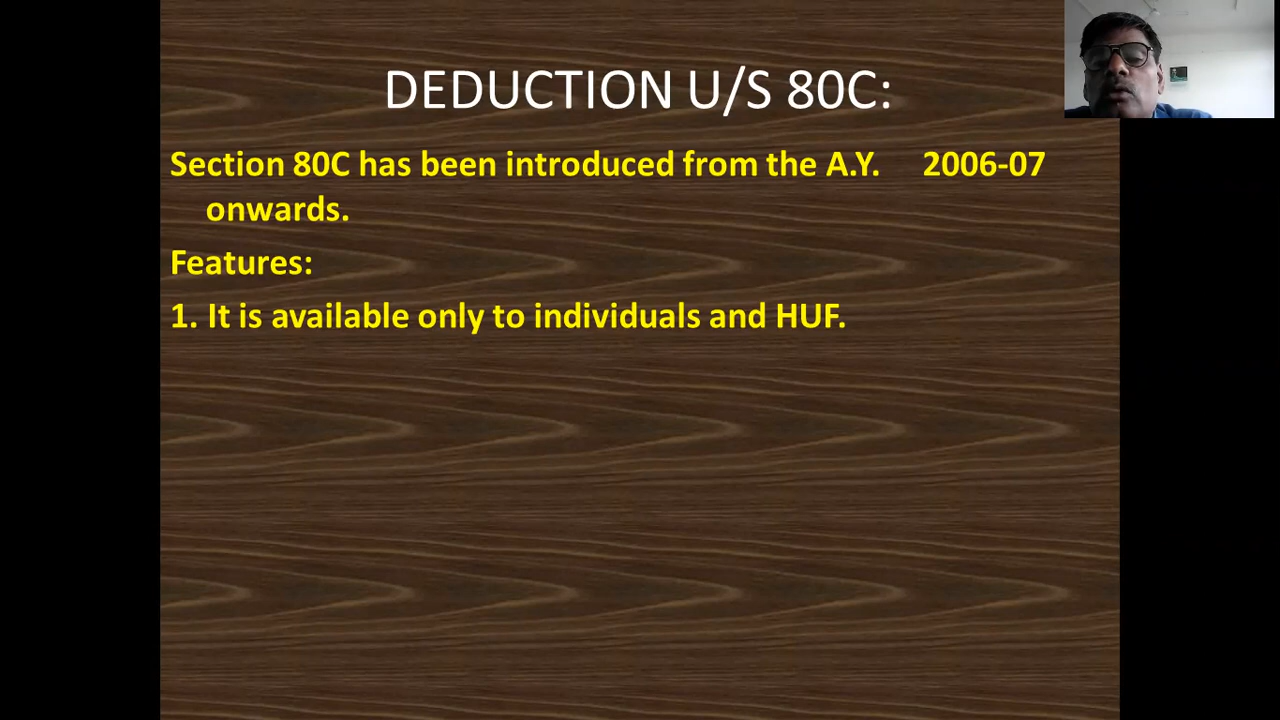 DEDUCTION U/S 80C:
Section 80C has been introduced from the A.Y. 2006-07
onwards.
Features:
1. It is available only to individuals and HUF.